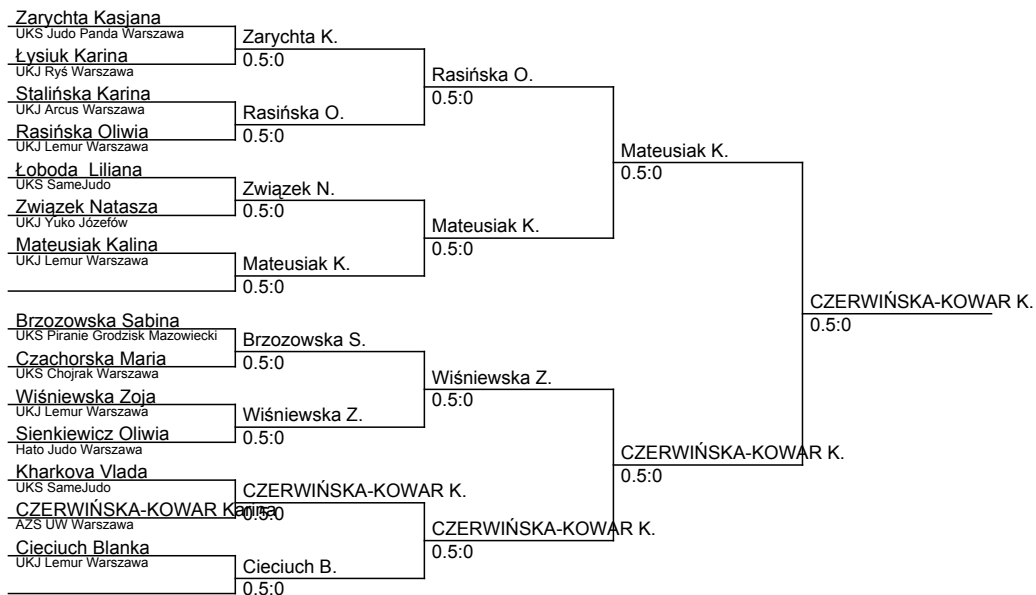 Zarychta Kasjana
UKS Judo Panda Warszawa
Łysiuk Karina
UKJ Ryś Warszawa
Stalińska Karina
UKJ Arcus Warszawa
Rasińska Oliwia
UKJ Lemur Warszawa
Łoboda  Liliana
UKS SameJudo
Związek Natasza
UKJ Yuko Józefów
Mateusiak Kalina
UKJ Lemur Warszawa
Brzozowska Sabina
UKS Piranie Grodzisk Mazowiecki
Czachorska Maria
UKS Chojrak Warszawa
Wiśniewska Zoja
UKJ Lemur Warszawa
Sienkiewicz Oliwia
Hato Judo Warszawa
Kharkova Vlada
UKS SameJudo
CZERWIŃSKA-KOWAR Karina
AZS UW Warszawa
Cieciuch Blanka
UKJ Lemur Warszawa
Zarychta K.
0.5:0
Rasińska O.
0.5:0
Związek N.
0.5:0
Mateusiak K.
0.5:0
Brzozowska S.
0.5:0
Wiśniewska Z.
0.5:0
CZERWIŃSKA-KOWAR K.
0.5:0
Cieciuch B.
0.5:0
Rasińska O.
0.5:0
Mateusiak K.
0.5:0
Wiśniewska Z.
0.5:0
CZERWIŃSKA-KOWAR K.
0.5:0
Mateusiak K.
0.5:0
CZERWIŃSKA-KOWAR K.
0.5:0
CZERWIŃSKA-KOWAR K.
0.5:0